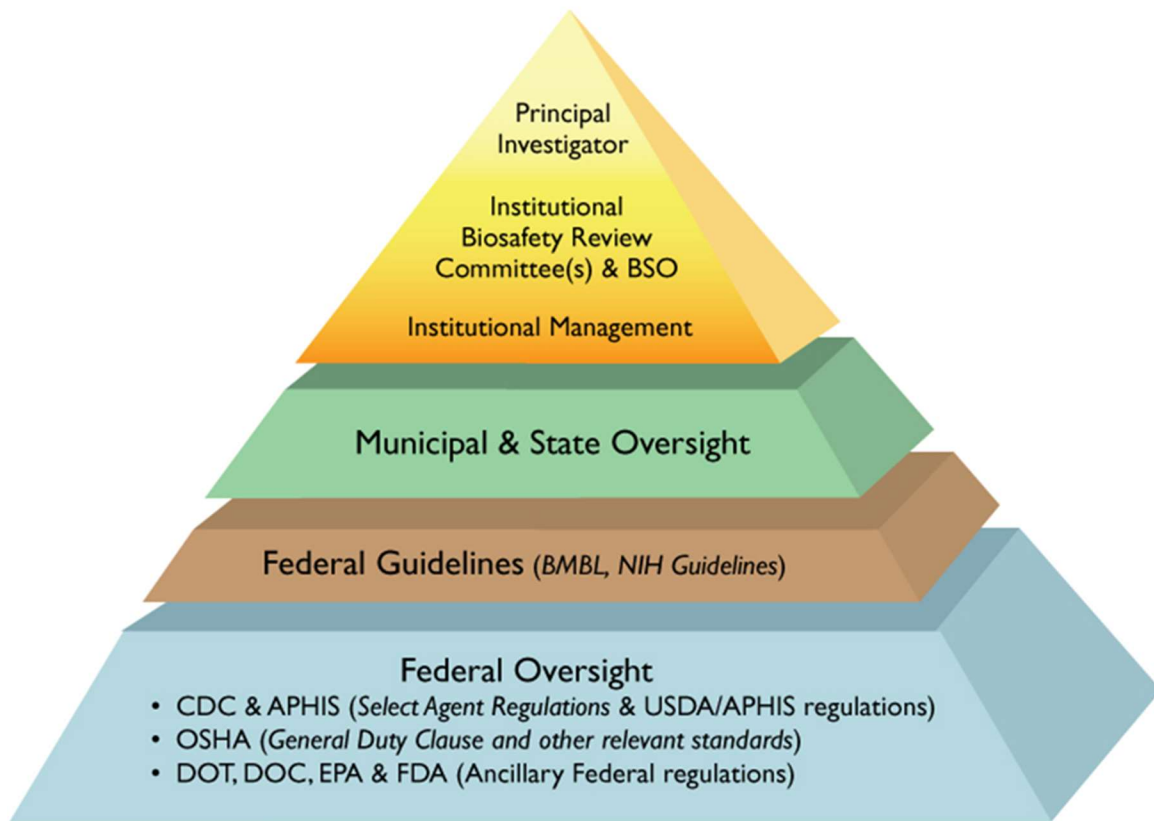 Principal
Investigator
Institutional
Biosafety Review
Committee(s) & BSO
Institutional Management
Municipal & State Oversight
Federal Guidelines (BMBL, NIH Guidelines)
Federal Oversight
• CDC & APHIS (Select Agent Regulations & USDA/APHIS regulations)
• OSHA (General Duty Clause and other relevant standards)
• DOT, DOC, EPA & FDA (Ancillary Federal regulations)